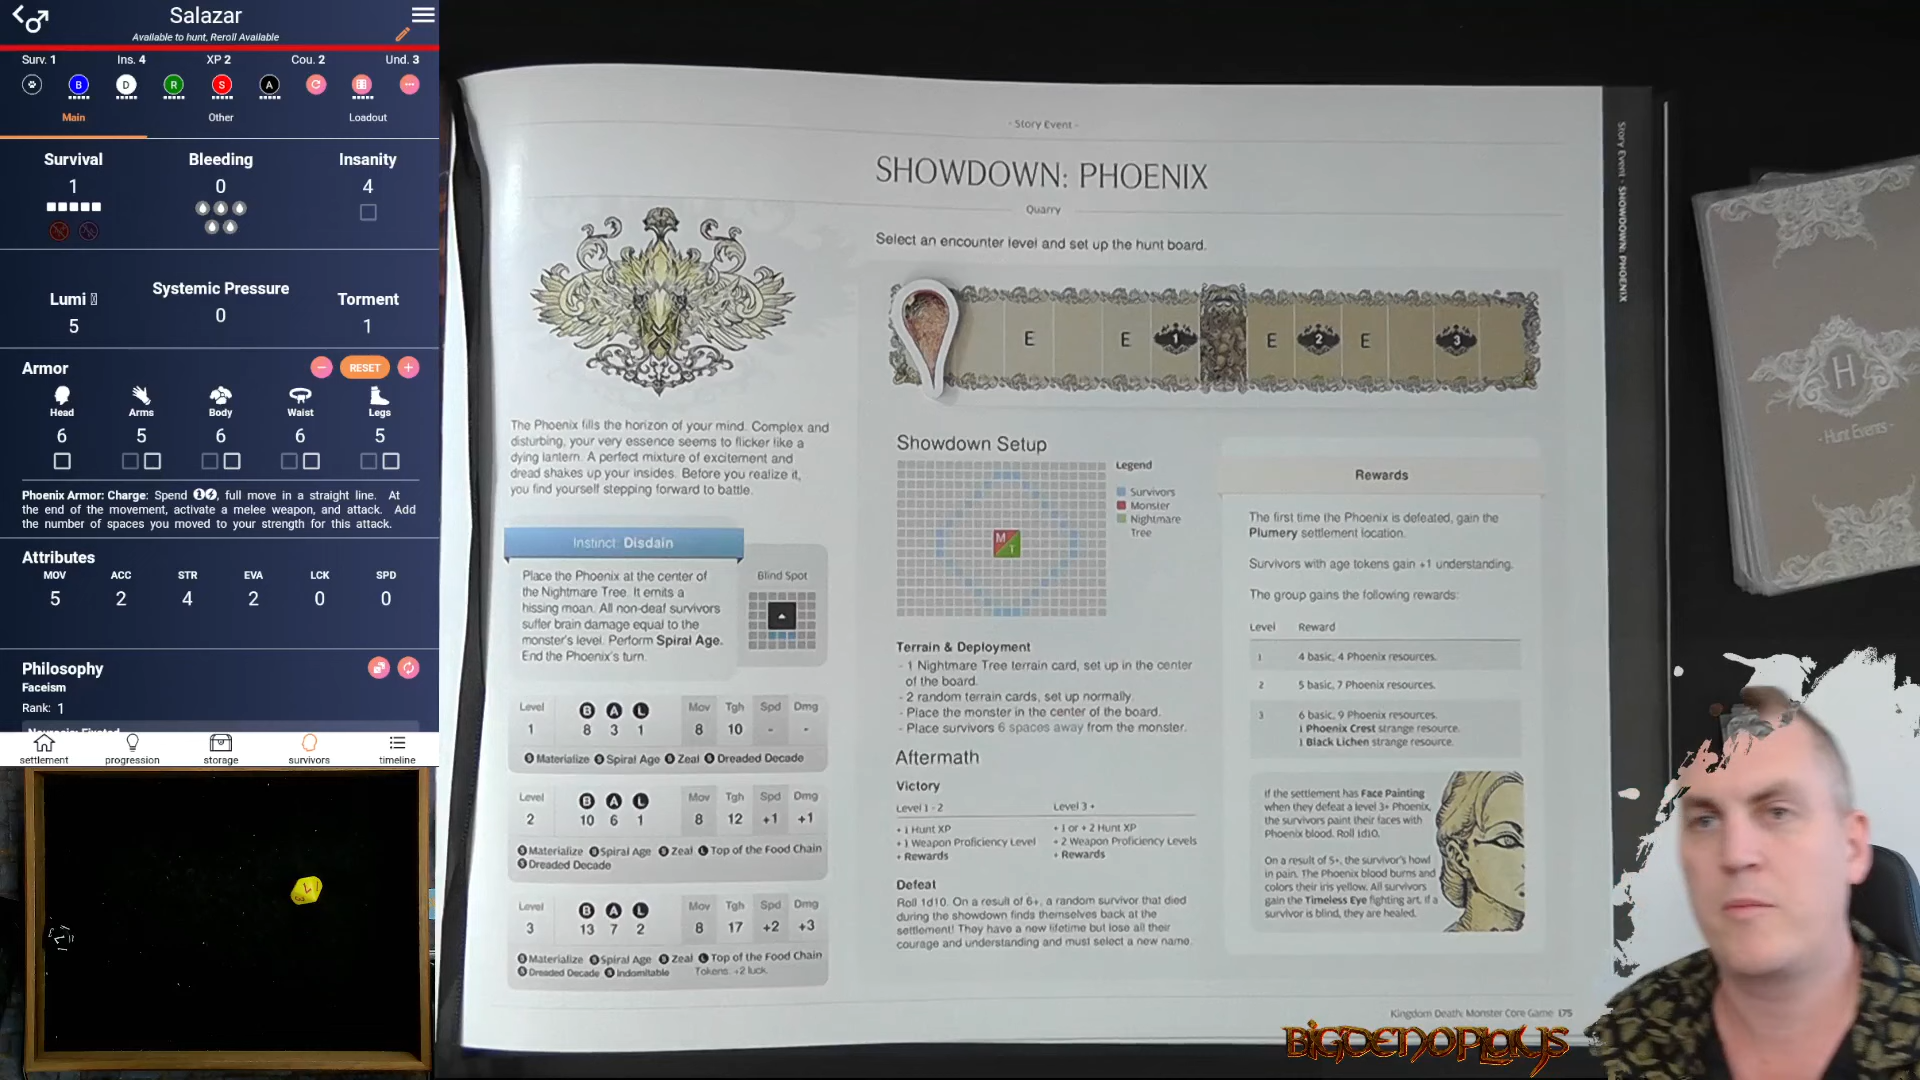 Salazar
Available to hunt, Reroll Available
Surv. 1 Ins. 4 XP 2 Cou. 2 Und. 3
B D R S A
Main Other Loadout
Survival Bleeding Insanity
1 0 4
Lumi Systemic Pressure Torment
5 0 1
Armor RESET
Head Arms Body Waist Legs
6 5 6 6 5
Phoenix Armor: Charge: Spend , full move in a straight line. At
the end of the movement, activate a melee weapon, and attack. Add
the number of spaces you moved to your strength for this attack.
Attributes
MOV ACC STR EVA LCK SPD
5 2 4 2 0 0
Philosophy
Faceism
Rank: 1
settlement progression storage survivors timeline
- Story Event -
SHOWDOWN: PHOENIX
Quarry
Select an encounter level and set up the hunt board.
E E 1 E 2 E 3
The Phoenix fills the horizon of your mind. Complex and
disturbing, your very essence seems to flicker like a
dying lantern. A perfect mixture of excitement and
dread shakes up your insides. Before you realize it,
you find yourself stepping forward to battle.
Instinct: Disdain
Place the Phoenix at the center of
the Nightmare Tree. It emits a
hissing moan. All non-deaf survivors
suffer brain damage equal to the
monster's level. Perform Spiral Age.
End the Phoenix's turn.
Blind Spot
Level B A L Mov Tgh Spd Dmg
1 8 3 1 8 10 - -
Materialize Spiral Age Zeal Dreaded Decade
Level B A L Mov Tgh Spd Dmg
2 10 6 1 8 12 +1 +1
Materialize Spiral Age Zeal Top of the Food Chain
Dreaded Decade
Level B A L Mov Tgh Spd Dmg
3 13 7 2 8 17 +2 +3
Materialize Spiral Age Zeal Top of the Food Chain
Dreaded Decade Indomitable Tokens: +2 luck.
Showdown Setup
M T
Legend
Survivors
Monster
Nightmare
Tree
Terrain & Deployment
- 1 Nightmare Tree terrain card, set up in the center
of the board.
- 2 random terrain cards, set up normally.
- Place the monster in the center of the board.
- Place survivors 6 spaces away from the monster.
Aftermath
Victory
Level 1 - 2 Level 3 +
+ 1 Hunt XP + 1 or + 2 Hunt XP
+ 1 Weapon Proficiency Level + 2 Weapon Proficiency Levels
+ Rewards + Rewards
Defeat
Roll 1d10. On a result of 6+, a random survivor that died
during the showdown finds themselves back at the
settlement! They have a new lifetime but lose all their
courage and understanding and must select a new name.
Rewards
The first time the Phoenix is defeated, gain the
Plumery settlement location.
Survivors with age tokens gain +1 understanding.
The group gains the following rewards:
Level Reward
1 4 basic, 4 Phoenix resources.
2 5 basic, 7 Phoenix resources.
3 6 basic, 9 Phoenix resources.
1 Phoenix Crest strange resource.
1 Black Lichen strange resource.
If the settlement has Face Painting
when they defeat a level 3+ Phoenix,
the survivors paint their faces with
Phoenix blood. Roll 1d10.
On a result of 5+, the survivor's howl
in pain. The Phoenix blood burns and
colors their iris yellow. All survivors
gain the Timeless Eye fighting art. If a
survivor is blind, they are healed.
Kingdom Death: Monster Core Game 175
Story Event - SHOWDOWN: PHOENIX
H
- Hunt Events -
BIGDENOPLAYS